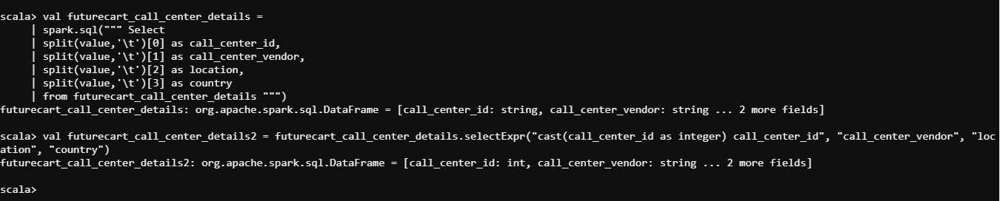 scala> val futurecart_call_center_details =
     | spark.sql(""" Select
     | split(value,'\t')[0] as call_center_id,
     | split(value,'\t')[1] as call_center_vendor,
     | split(value,'\t')[2] as location,
     | split(value,'\t')[3] as country
     | from futurecart_call_center_details """)
futurecart_call_center_details: org.apache.spark.sql.DataFrame = [call_center_id: string, call_center_vendor: string ... 2 more fields]
scala> val futurecart_call_center_details2 = futurecart_call_center_details.selectExpr("cast(call_center_id as integer) call_center_id", "call_center_vendor", "loc
ation", "country")
futurecart_call_center_details2: org.apache.spark.sql.DataFrame = [call_center_id: int, call_center_vendor: string ... 2 more fields]
scala>